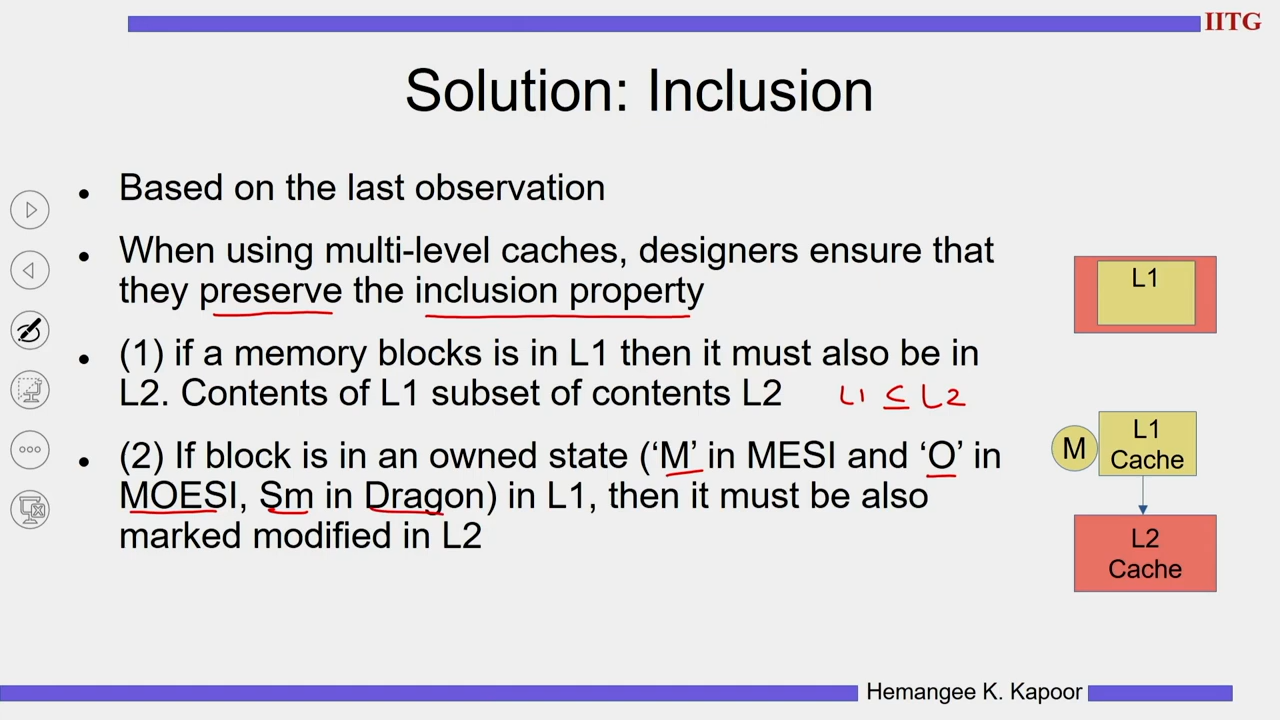 IITG
Solution: Inclusion
• Based on the last observation
• When using multi-level caches, designers ensure that
they preserve the inclusion property
• (1) if a memory blocks is in L1 then it must also be in
L2. Contents of L1 subset of contents L2
L1 ⊆ L2
• (2) If block is in an owned state (‘M’ in MESI and ‘O’ in
MOESI, Sm in Dragon) in L1, then it must be also
marked modified in L2
L1
M
L1
Cache
L2
Cache
Hemangee K. Kapoor